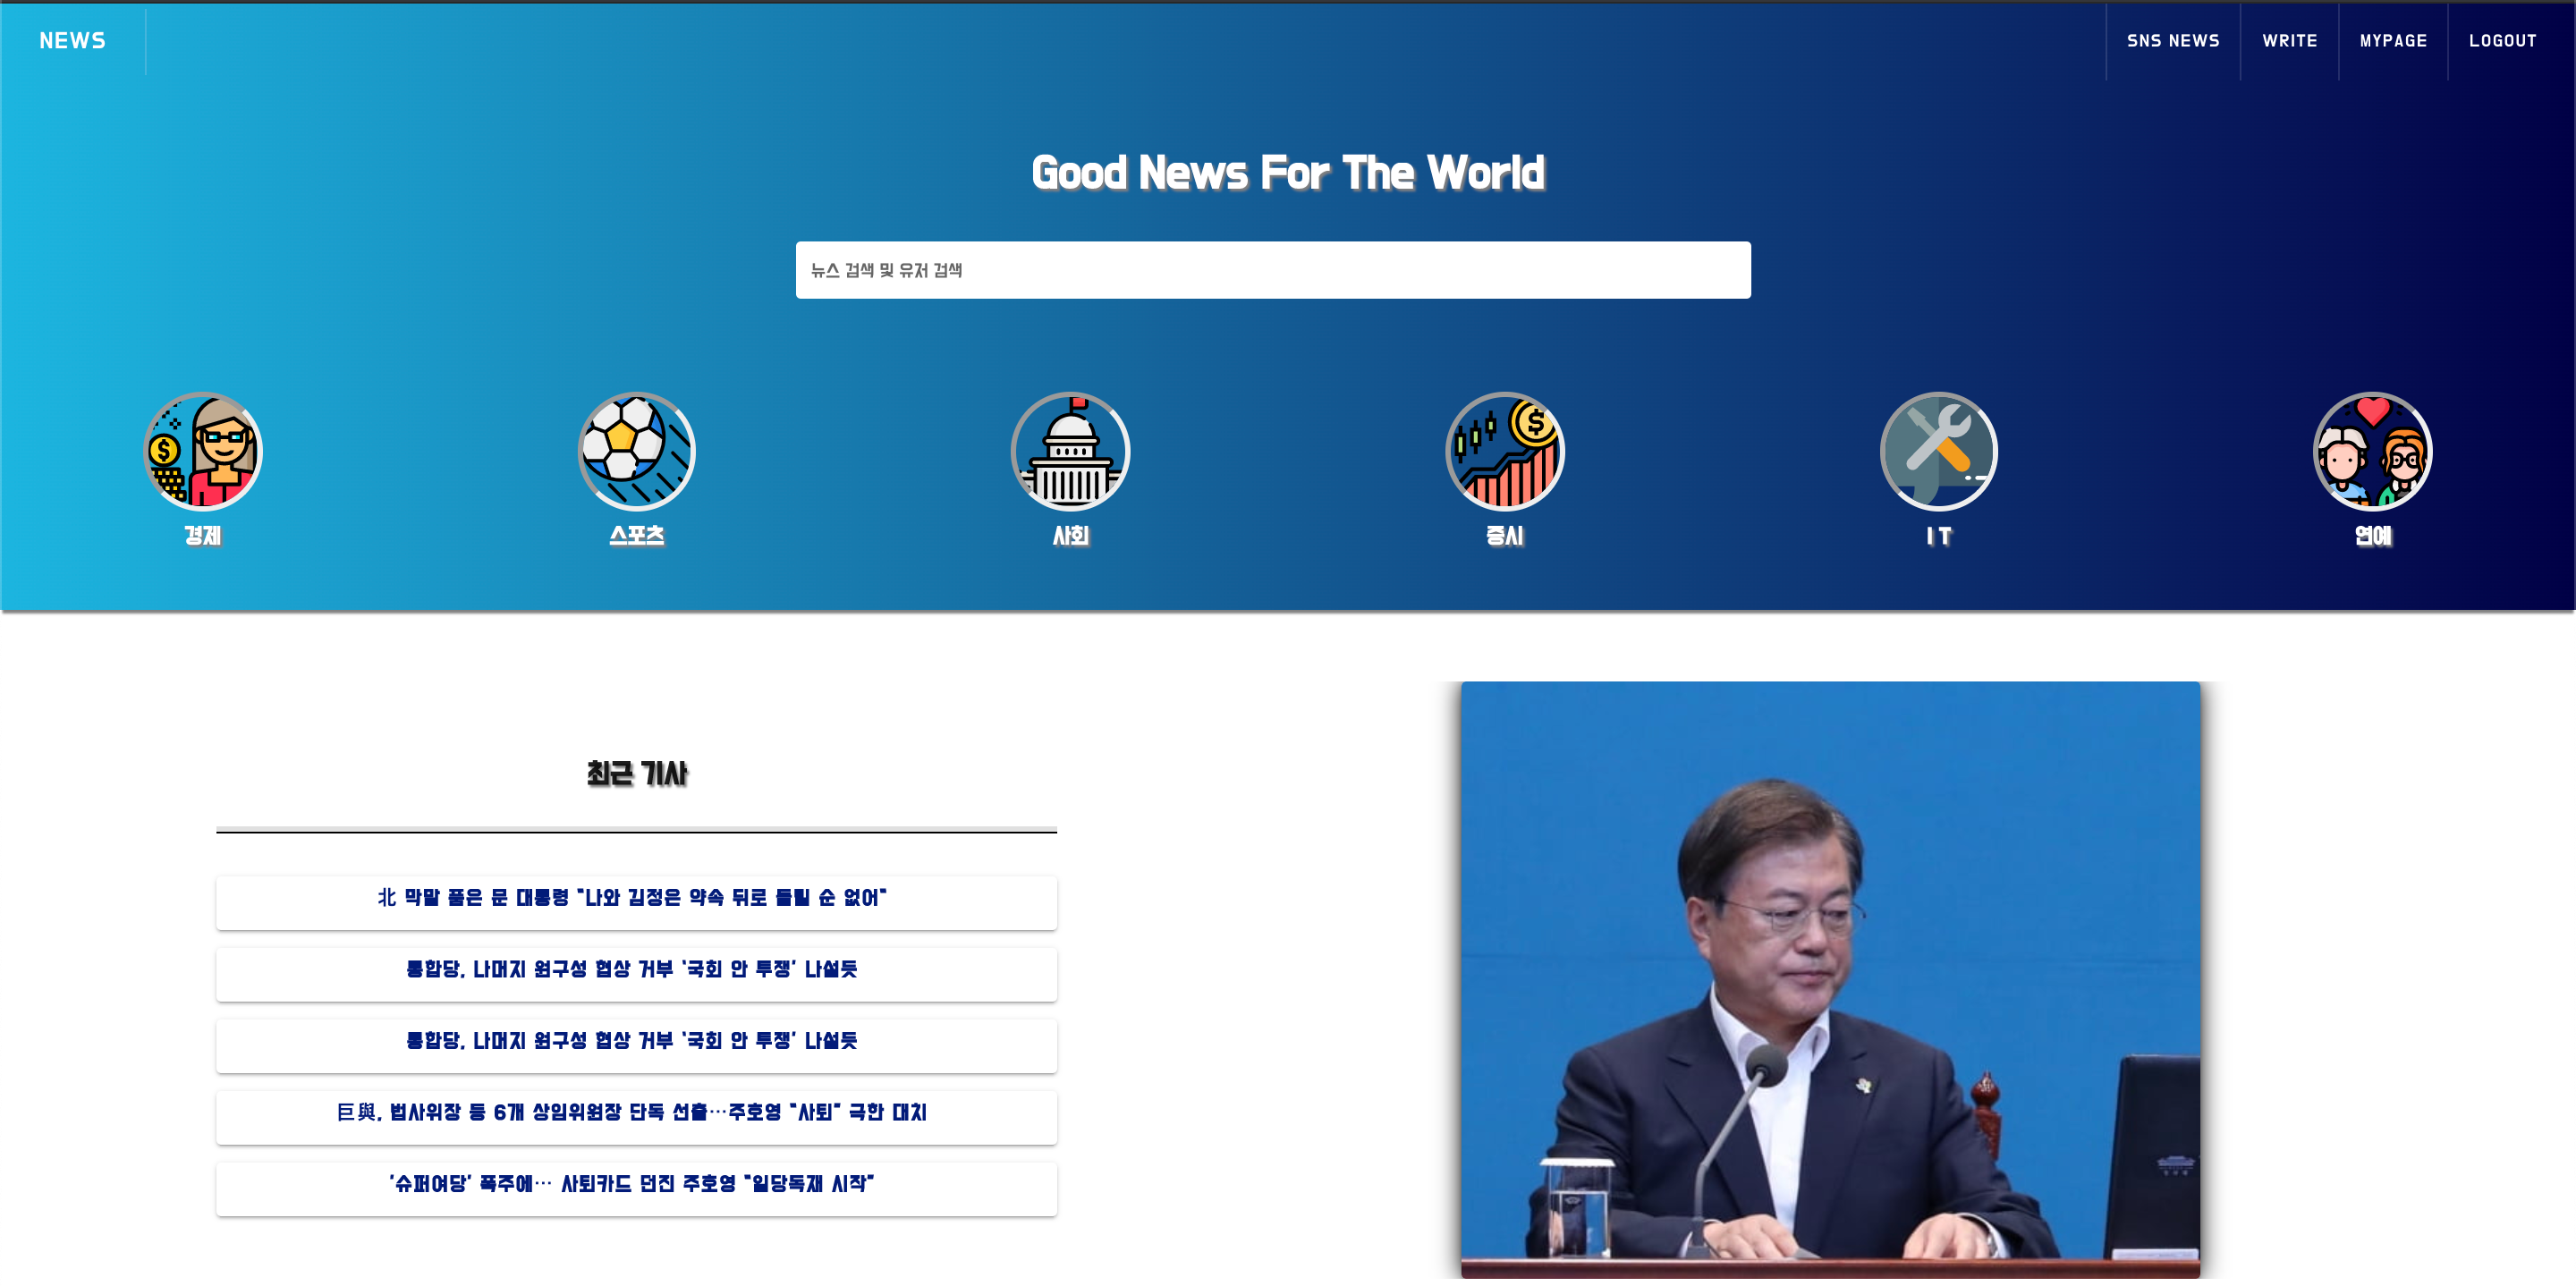 NEWS
SNS NEWS
WRITE
MYPAGE
LOGOUT
Good News For The World
뉴스 검색 및 유저 검색
경제
스포츠
사회
증시
IT
연예
최근 기사
北 막말 품은 문 대통령 "나와 김정은 약속 뒤로 돌릴 순 없어"
통합당, 나머지 원구성 협상 거부 '국회 안 투쟁' 나설듯
통합당, 나머지 원구성 협상 거부 '국회 안 투쟁' 나설듯
巨與, 법사위장 등 6개 상임위원장 단독 선출…주호영 "사퇴" 극한 대치
'슈퍼여당' 폭주에… 사퇴카드 던진 주호영 "일당독재 시작"